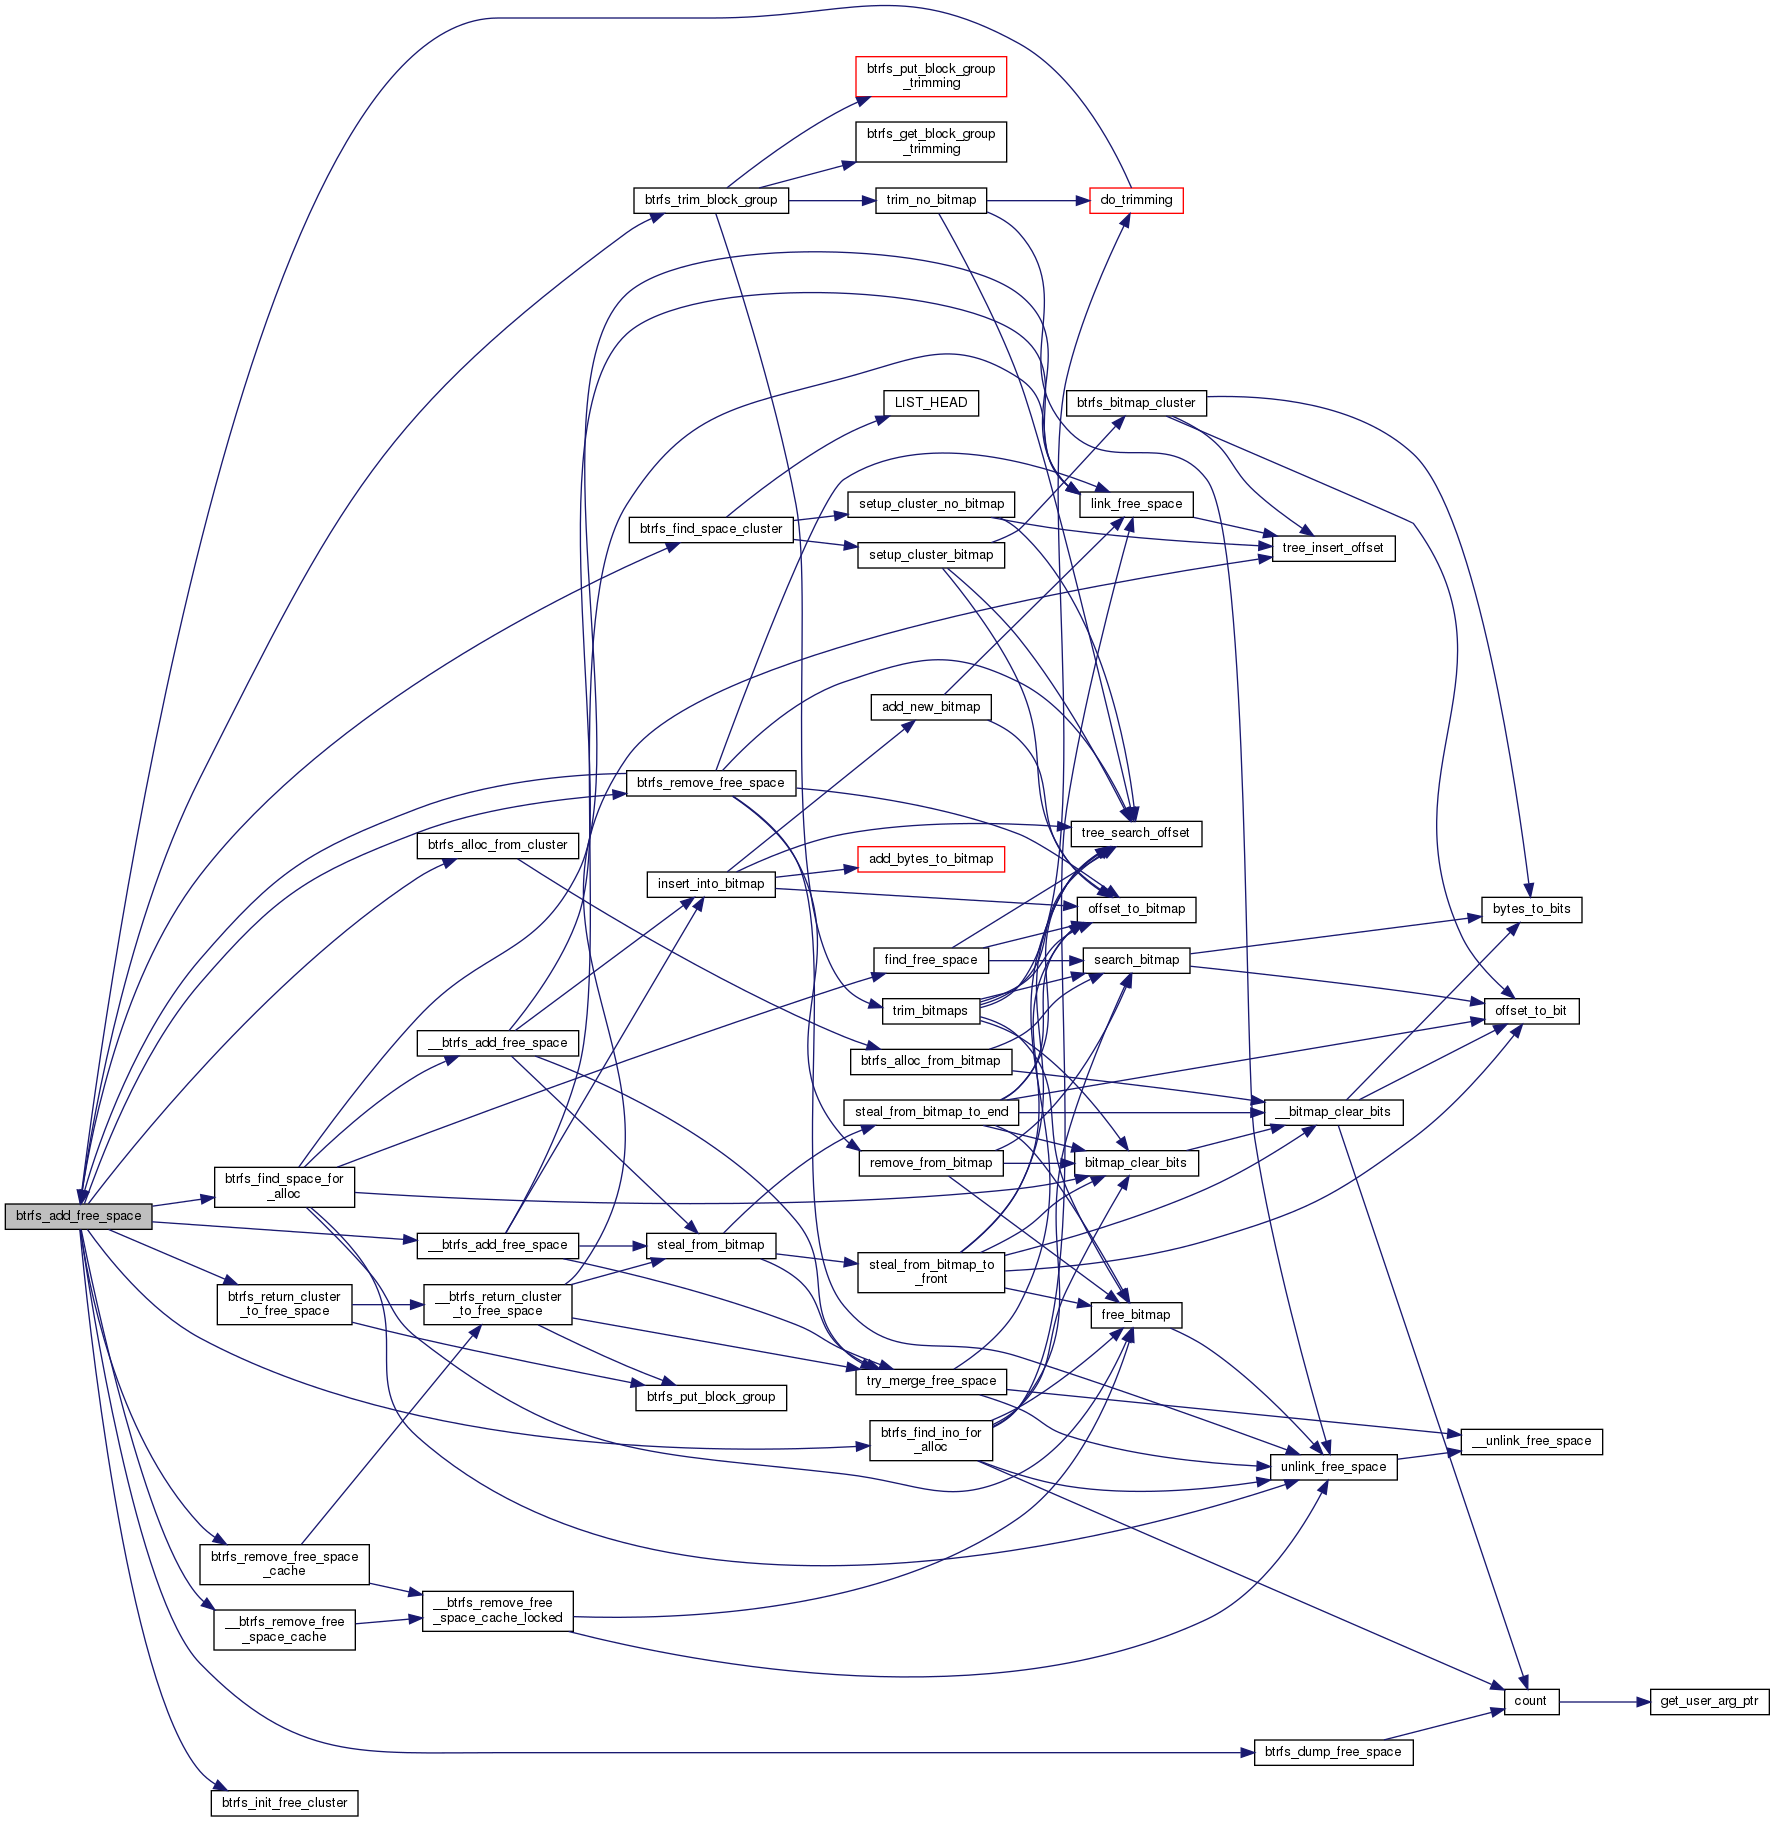 btrfs_put_block_group
_trimming
btrfs_get_block_group
_trimming
btrfs_trim_block_group
trim_no_bitmap
do_trimming
LIST_HEAD
btrfs_bitmap_cluster
setup_cluster_no_bitmap
link_free_space
btrfs_find_space_cluster
setup_cluster_bitmap
tree_insert_offset
add_new_bitmap
btrfs_remove_free_space
tree_search_offset
btrfs_alloc_from_cluster
add_bytes_to_bitmap
insert_into_bitmap
offset_to_bitmap
bytes_to_bits
find_free_space
search_bitmap
trim_bitmaps
offset_to_bit
__btrfs_add_free_space
btrfs_alloc_from_bitmap
steal_from_bitmap_to_end
__bitmap_clear_bits
remove_from_bitmap
bitmap_clear_bits
btrfs_find_space_for
_alloc
btrfs_add_free_space
__btrfs_add_free_space
steal_from_bitmap
steal_from_bitmap_to
_front
btrfs_return_cluster
_to_free_space
__btrfs_return_cluster
_to_free_space
free_bitmap
try_merge_free_space
btrfs_put_block_group
btrfs_find_ino_for
_alloc
__unlink_free_space
unlink_free_space
btrfs_remove_free_space
_cache
__btrfs_remove_free
_space_cache_locked
__btrfs_remove_free
_space_cache
count
get_user_arg_ptr
btrfs_dump_free_space
btrfs_init_free_cluster